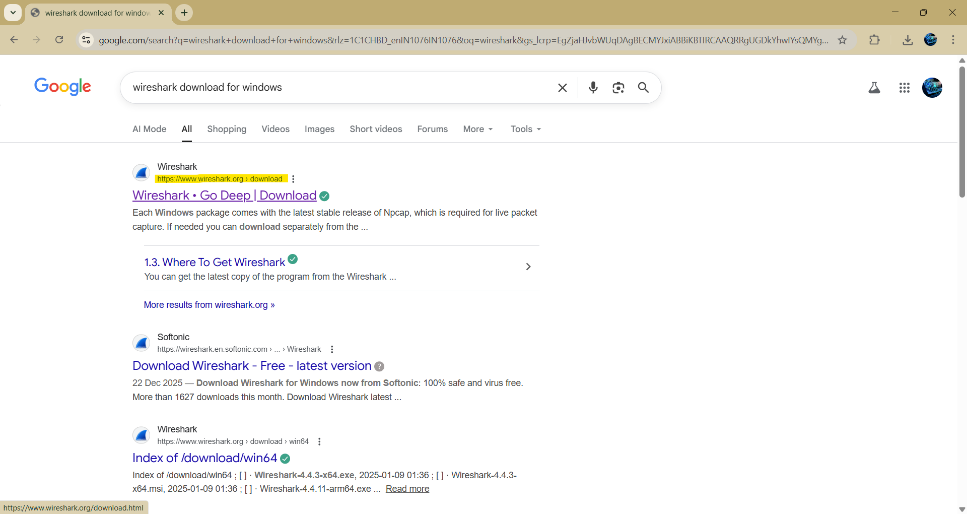 wireshark download for window
google.com/search?q=wireshark+download+for+windows&rlz=1C1CHBD_enIN1076IN1076&oq=wireshark&gs_lcrp=
Google
wireshark download for windows
AI Mode All Shopping Videos Images Short videos Forums More Tools
Wireshark
https://www.wireshark.org › download
Wireshark • Go Deep | Download
Each Windows package comes with the latest stable release of Npcap, which is required for live packet
capture. If needed you can download separately from the ...
1.3. Where To Get Wireshark
You can get the latest copy of the program from the Wireshark ...
More results from wireshark.org »
Softonic
https://wireshark.en.softonic.com › ... › Wireshark
Download Wireshark - Free - latest version
22 Dec 2025 — Download Wireshark for Windows now from Softonic: 100% safe and virus free.
More than 1627 downloads this month. Download Wireshark latest ...
Wireshark
https://www.wireshark.org › download › win64
Index of /download/win64
Index of /download/win64 ; [ ] · Wireshark-4.4.3-x64.exe, 2025-01-09 01:36 ; [ ] · Wireshark-4.4.3-
x64.msi, 2025-01-09 01:36 ; [ ] · Wireshark-4.4.11-arm64.exe ... Read more
https://www.wireshark.org/download.html